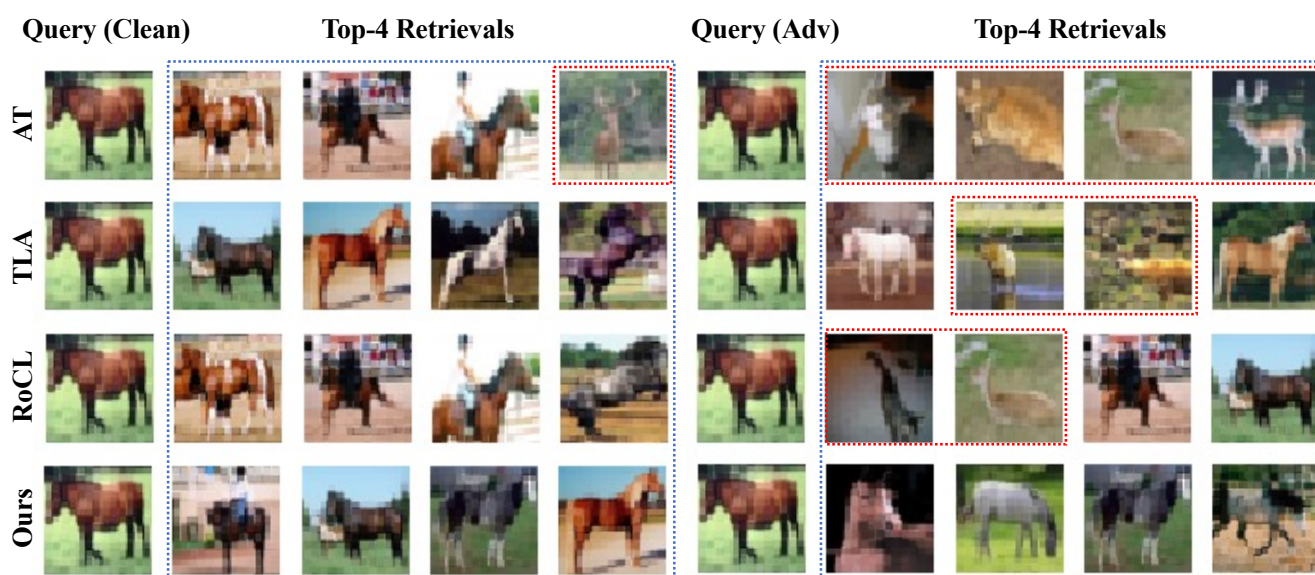 Query (Clean) Top-4 Retrievals Query (Adv) Top-4 Retrievals
AT
TLA
RoCL
Ours